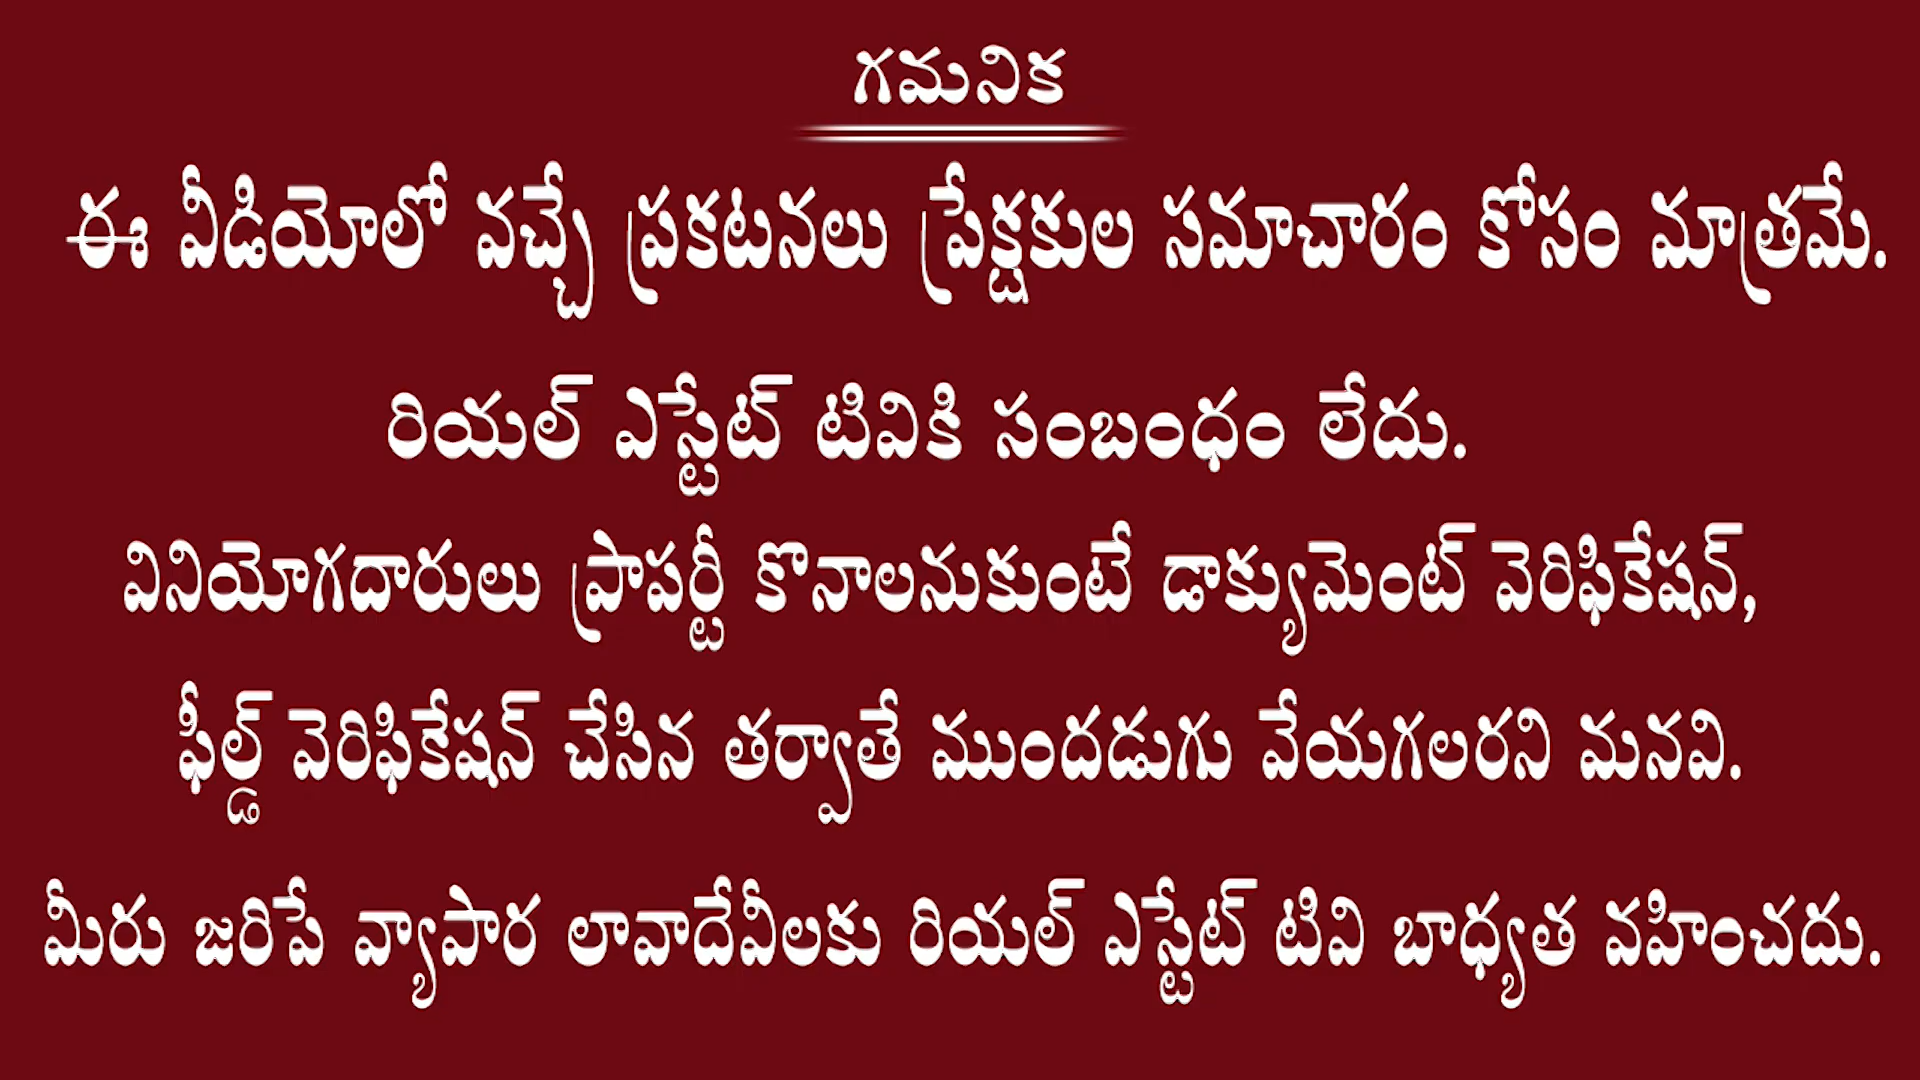 గమనిక
ఈ వీడియోలో వచ్చే ప్రకటనలు ప్రేక్షకుల సమాచారం కోసం మాత్రమే.
రియల్ ఎస్టేట్ టివికి సంబంధం లేదు.
వినియోగదారులు ప్రాపర్టీ కొనాలనుకుంటే డాక్యుమెంట్ వెరిఫికేషన్,
ఫీల్డ్ వెరిఫికేషన్ చేసిన తర్వాతే ముందడుగు వేయగలరని మనవి.
మీరు జరిపే వ్యాపార లావాదేవీలకు రియల్ ఎస్టేట్ టివి బాధ్యత వహించదు.